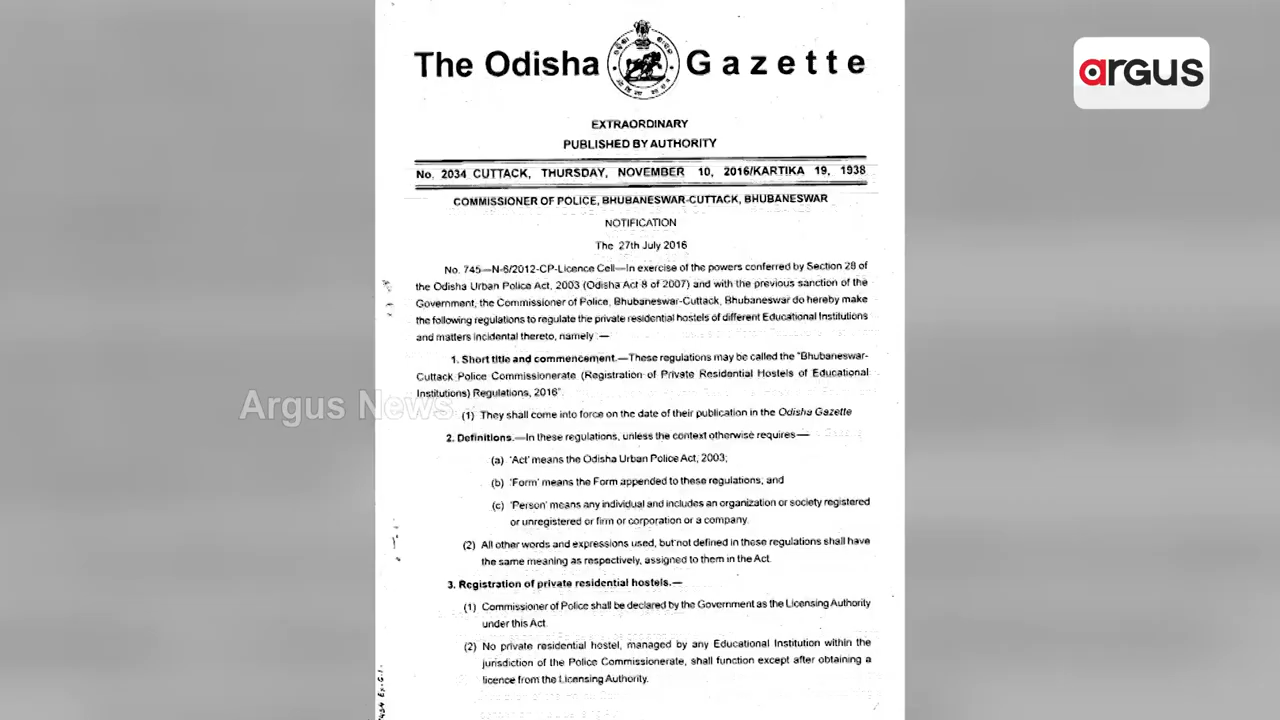 The Odisha Gazette
argus
EXTRAORDINARY
PUBLISHED BY AUTHORITY
No. 2034 CUTTACK, THURSDAY, NOVEMBER 10, 2016/KARTIKA 19, 1938
COMMISSIONER OF POLICE, BHUBANESWAR-CUTTACK, BHUBANESWAR
NOTIFICATION
The 27th July 2016
No. 745—N-6/2012-CP-Licence Cell—In exercise of the powers conferred by Section 28 of
the Odisha Urban Police Act, 2003 (Odisha Act 8 of 2007) and with the previous sanction of the
Government, the Commissioner of Police, Bhubaneswar-Cuttack, Bhubaneswar do hereby make
the following regulations to regulate the private residential hostels of different Educational Institutions
and matters incidental thereto, namely :—
1. Short title and commencement.—These regulations may be called the "Bhubaneswar-
Cuttack Police Commissionerate (Registration of Private Residential Hostels of Educational
Institutions) Regulations, 2016".
Argus News
(1) They shall come into force on the date of their publication in the Odisha Gazette
2. Definitions.—In these regulations, unless the context otherwise requires—
(a) 'Act' means the Odisha Urban Police Act, 2003;
(b) 'Form' means the Form appended to these regulations; and
(c) 'Person' means any individual and includes an organization or society registered
or unregistered or firm or corporation or a company.
(2) All other words and expressions used, but not defined in these regulations shall have
the same meaning as respectively, assigned to them in the Act.
3. Registration of private residential hostels.—
(1) Commissioner of Police shall be declared by the Government as the Licensing Authority
under this Act.
(2) No private residential hostel, managed by any Educational Institution within the
jurisdiction of the Police Commissionerate, shall function except after obtaining a
licence from the Licensing Authority.